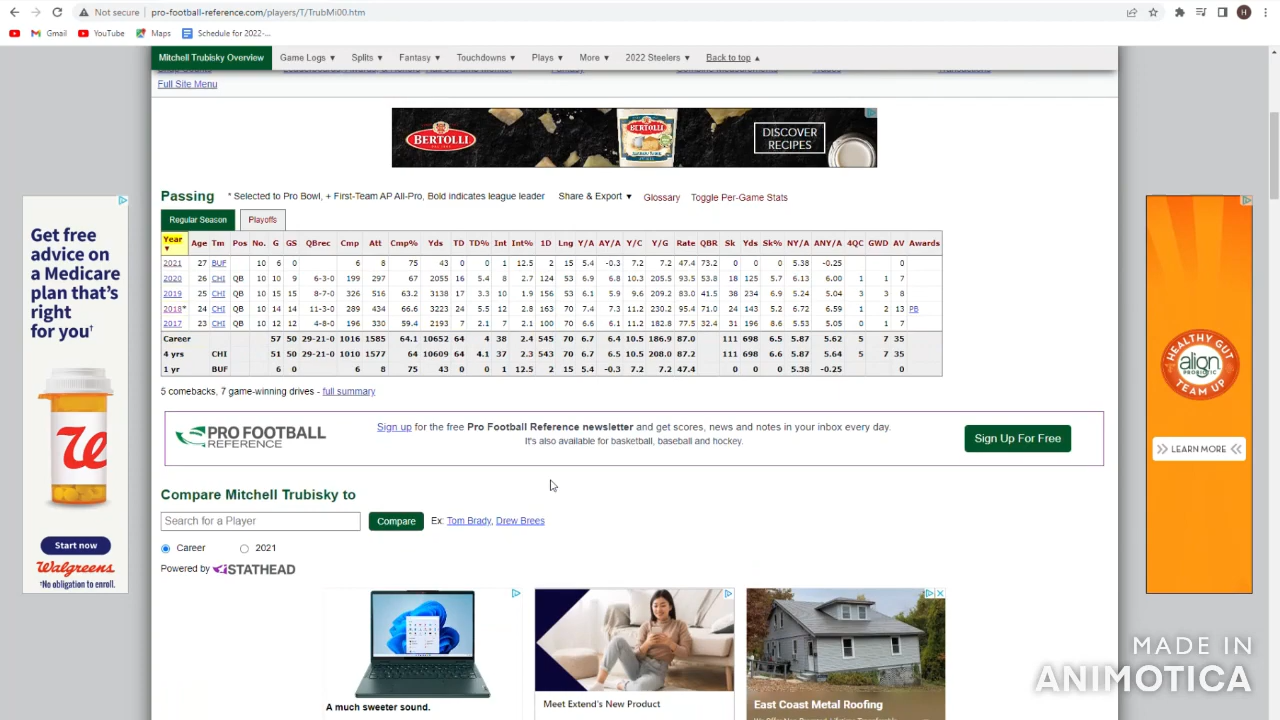 Not secure | pro-football-reference.com/players/T/TrubMi00.htm
H
Gmail YouTube Maps Schedule for 2022-...
Mitchell Trubisky Overview Game Logs ▼ Splits ▼ Fantasy ▼ Touchdowns ▼ Plays ▼ More ▼ 2022 Steelers ▼ Back to top ▲
Full Site Menu
BERTOLLI
BERTOLLI
DISCOVER RECIPES
Passing * Selected to Pro Bowl, + First-Team AP All-Pro, Bold indicates league leader Share & Export ▼ Glossary Toggle Per-Game Stats
Regular Season Playoffs
Year ▼ Age Tm Pos No. G GS QBrec Cmp Att Cmp% Yds TD TD% Int Int% 1D Lng Y/A AY/A Y/C Y/G Rate QBR Sk Yds Sk% NY/A ANY/A 4QC GWD AV Awards
2021 27 BUF 10 6 0 6 8 75 43 0 0 1 12.5 2 15 5.4 -0.3 7.2 7.2 47.4 73.2 0 0 0 5.38 -0.25 0
2020 26 CHI QB 10 10 9 6-3-0 199 297 67 2055 16 5.4 8 2.7 124 53 6.9 6.8 10.3 205.5 93.5 53.8 18 125 5.7 6.13 6.00 1 1 7
2019 25 CHI QB 10 15 15 8-7-0 326 516 63.2 3138 17 3.3 10 1.9 156 53 6.1 5.9 9.6 209.2 83.0 41.5 38 234 6.9 5.24 5.04 3 3 8
2018* 24 CHI QB 10 14 14 11-3-0 289 434 66.6 3223 24 5.5 12 2.8 163 70 7.4 7.3 11.2 230.2 95.4 71.0 24 143 5.2 6.72 6.59 1 2 13 PB
2017 23 CHI QB 10 12 12 4-8-0 196 330 59.4 2193 7 2.1 7 2.1 100 70 6.6 6.1 11.2 182.8 77.5 32.4 31 196 8.6 5.53 5.05 0 1 7
Career 57 50 29-21-0 1016 1585 64.1 10652 64 4 38 2.4 545 70 6.7 6.4 10.5 186.9 87.0 111 698 6.5 5.87 5.62 5 7 35
4 yrs CHI 51 50 29-21-0 1010 1577 64 10609 64 4.1 37 2.3 543 70 6.7 6.5 10.5 208.0 87.2 111 698 6.6 5.87 5.64 5 7 35
1 yr BUF 6 0 6 8 75 43 0 0 1 12.5 2 15 5.4 -0.3 7.2 7.2 47.4 0 0 0 5.38 -0.25 0 0 0
5 comebacks, 7 game-winning drives - full summary
PRO FOOTBALL REFERENCE
Sign up for the free Pro Football Reference newsletter and get scores, news and notes in your inbox every day.
It's also available for basketball, baseball and hockey.
Sign Up For Free
Compare Mitchell Trubisky to
Search for a Player Compare Ex: Tom Brady, Drew Brees
Career 2021
Powered by STATHEAD
Get free
advice on
a Medicare
plan that's
right
for you†
W
Start now
Walgreens
†No obligation to enroll.
HEALTHY GUT
align
PROBIOTIC
TEAM UP
LEARN MORE
A much sweeter sound.
Meet Extend's New Product
East Coast Metal Roofing
MADE IN
ANIMOTICA